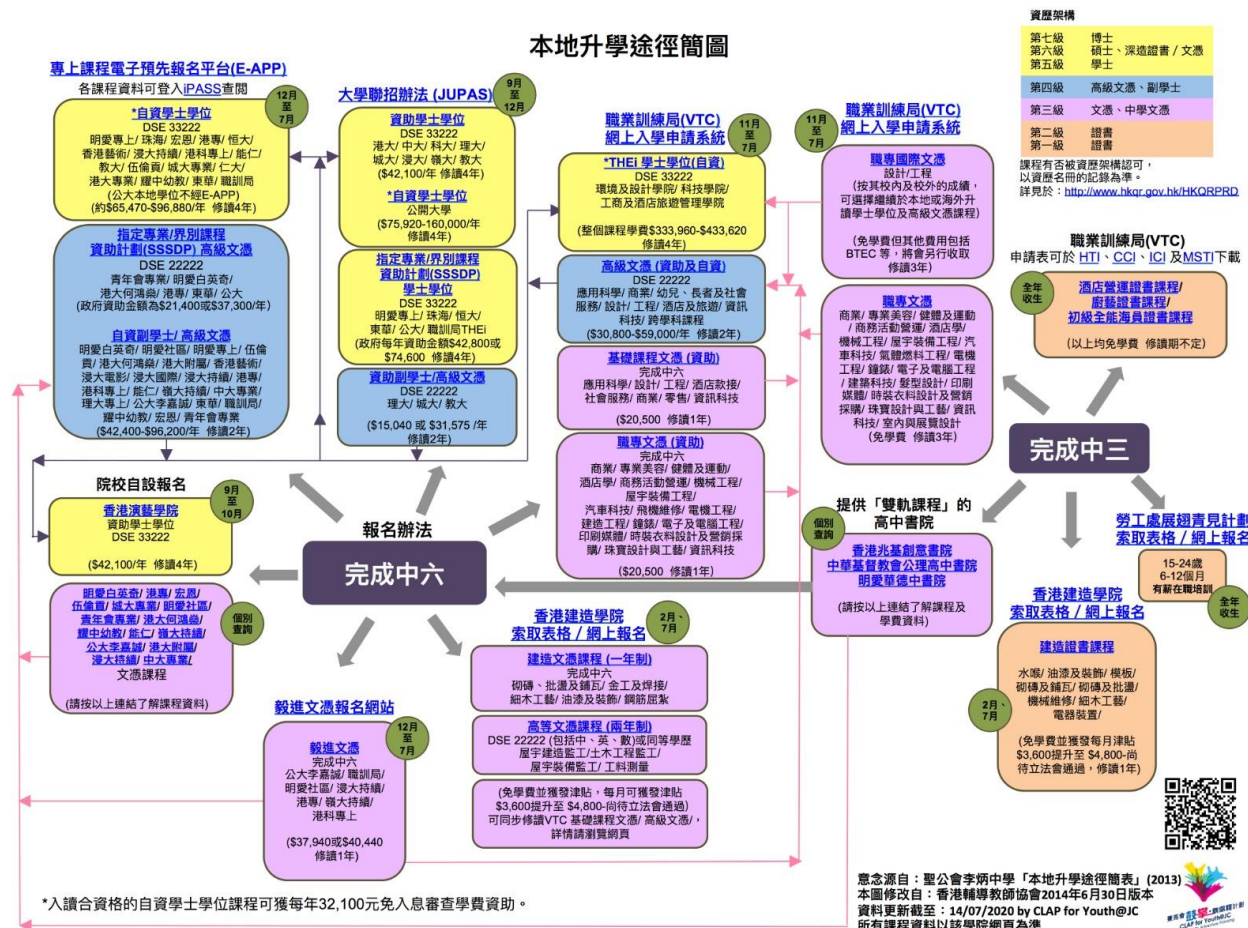 本地升學途徑簡圖
資歷架構
第七級 博士
第六級 碩士、深造證書 / 文憑
第五級 學士
第四級 高級文憑、副學士
第三級 文憑、中學文憑
第二級 證書
第一級 證書
課程有否被資歷架構認可，
以資歷名冊的記錄為準。
詳見於：http://www.hkqr.gov.hk/HKQRPRD
專上課程電子預先報名平台(E-APP)
各課程資料可登入iPASS查閱
12月
至
7月
*自資學士學位
DSE 33222
明愛專上/ 珠海/ 宏恩/ 港專/ 恒大/
香港藝術/ 浸大持續/ 港科專上/ 能仁/
教大/ 伍倫貢/ 城大專業/ 仁大/
港大專業/ 耀中幼教/ 東華/ 職訓局
(公大本地學位不經E-APP)
(約$65,470-$96,880/年 修讀4年)
指定專業/界別課程
資助計劃(SSSDP) 高級文憑
DSE 22222
青年會專業/ 明愛白英奇/
港大何鴻燊/ 港專/ 東華/ 公大
(政府資助金額為$21,400或$37,300/年)
自資副學士/ 高級文憑
明愛白英奇/ 明愛社區/ 明愛專上/ 伍倫
貢/ 港大何鴻燊/ 港大附屬/ 香港藝術/
浸大電影/ 浸大國際/ 浸大持續/ 港專/
港科專上/ 能仁/ 嶺大持續/ 中大專業/
理大專上/ 公大李嘉誠/ 東華/ 職訓局/
耀中幼教/ 宏恩/ 青年會專業
($42,400-$96,200/年 修讀2年)
大學聯招辦法 (JUPAS)
9月
至
12月
資助學士學位
DSE 33222
港大/ 中大/ 科大/ 理大/
城大/ 浸大/ 嶺大/ 教大
($42,100/年 修讀4年)
*自資學士學位
公開大學
($75,920-160,000/年
修讀4年)
指定專業/界別課程
資助計劃(SSSDP)
學士學位
DSE 33222
明愛專上/ 珠海/ 恒大/
東華/ 公大/ 職訓局THEi
(政府每年資助金額$42,800或
$74,600 修讀4年)
資助副學士/高級文憑
DSE 22222
理大/ 城大/ 教大
($15,040 或 $31,575 /年
修讀2年)
職業訓練局(VTC)
網上入學申請系統
11月
至
7月
*THEi 學士學位(自資)
DSE 33222
環境及設計學院/ 科技學院/
工商及酒店旅遊管理學院
(整個課程學費$333,960-$433,620
修讀4年)
高級文憑 (資助及自資)
DSE 22222
應用科學/ 商業/ 幼兒、長者及社會
服務/ 設計/ 工程/ 酒店及旅遊/ 資訊
科技/ 跨學科課程
($30,800-$59,000/年 修讀2年)
基礎課程文憑 (資助)
完成中六
應用科學/ 設計/ 工程/ 酒店款接/
社會服務/ 商業/ 零售/ 資訊科技
($20,500 修讀1年)
職專文憑 (資助)
完成中六
商業/ 專業美容/ 健體及運動/
酒店學/ 商務活動營運/ 機械工程/
屋宇裝備工程/
汽車科技/ 飛機維修/ 電機工程/
建造工程/ 鐘錶/ 電子及電腦工程/
印刷媒體/ 時裝衣料設計及營銷採
購/ 珠寶設計與工藝/ 資訊科技
($20,500 修讀1年)
職業訓練局(VTC)
網上入學申請系統
11月
至
7月
職專國際文憑
設計/工程
(按其校內及校外的成績，
可選擇繼續於本地或海外升
讀學士學位及高級文憑課程)
(免學費但其他費用包括
BTEC 等，將會另行收取
修讀3年)
職專文憑
商業/ 專業美容/ 健體及運動
/ 商務活動營運/ 酒店學/
機械工程/ 屋宇裝備工程/ 汽
車科技/ 氣體燃料工程/ 電機
工程/ 鐘錶/ 電子及電腦工程
/ 建築科技/ 髮型設計/ 印刷
媒體/ 時裝衣料設計及營銷
採購/ 珠寶設計與工藝/ 資訊
科技/ 室內與展覽設計
(免學費 修讀3年)
職業訓練局(VTC)
申請表可於 HTI、CCI、ICI 及MSTI下載
全年
收生
酒店營運證書課程/
廚藝證書課程/
初級全能海員證書課程
(以上均免學費 修讀期不定)
完成中三
院校自設報名
9月
至
10月
香港演藝學院
資助學士學位
DSE 33222
($42,100/年 修讀4年)
明愛白英奇/ 港專/ 宏恩/
伍倫貢/ 城大專業/ 明愛社區/
青年會專業/ 港大何鴻燊/
耀中幼教/ 能仁/ 嶺大持續/
公大李嘉誠/ 港大附屬/
浸大持續/ 中大專業/
文憑課程
(請按以上連結了解課程資料)
個別
查詢
報名辦法
完成中六
毅進文憑報名網站
12月
至
7月
毅進文憑
完成中六
公大李嘉誠/ 職訓局/
明愛社區/ 浸大持續/
港專/ 嶺大持續/
港科專上
($37,940或$40,440
修讀1年)
香港建造學院
索取表格 / 網上報名
2月、
7月
建造文憑課程 (一年制)
完成中六
砌磚、批盪及鋪瓦/ 金工及焊接/
細木工藝/ 油漆及裝飾/ 鋼筋屈紮
高等文憑課程 (兩年制)
DSE 22222 (包括中、英、數)或同等學歷
屋宇建造監工/土木工程監工/
屋宇裝備監工/ 工料測量
(免學費並獲發津貼，每月可獲發津貼
$3,600提升至 $4,800-尚待立法會通過)
可同步修讀VTC 基礎課程文憑/ 高級文憑/，
詳情請瀏覽網頁
提供「雙軌課程」的
高中書院
個別
查詢
香港兆基創意書院
中華基督教會公理高中書院
明愛華德中書院
(請按以上連結了解課程及
學費資料)
勞工處展翅青見計劃
索取表格/ 網上報名
15-24歲
6-12個月
有薪在職培訓
全年
收生
香港建造學院
索取表格 / 網上報名
2月、
7月
建造證書課程
水喉/ 油漆及裝飾/ 模板/
砌磚及鋪瓦/ 砌磚及批盪/
機械維修/ 細木工藝/
電器裝置/
(免學費並獲發每月津貼
$3,600提升至 $4,800-尚
待立法會通過，修讀1年)
*入讀合資格的自資學士學位課程可獲每年32,100元免入息審查學費資助。
意念源自：聖公會李炳中學「本地升學途徑簡表」(2013)
本圖修改自：香港輔導教師協會2014年6月30日版本
資料更新截至：14/07/2020 by CLAP for Youth@JC
所有課程資料以該學院網頁為準
CLAP for Youth@JC